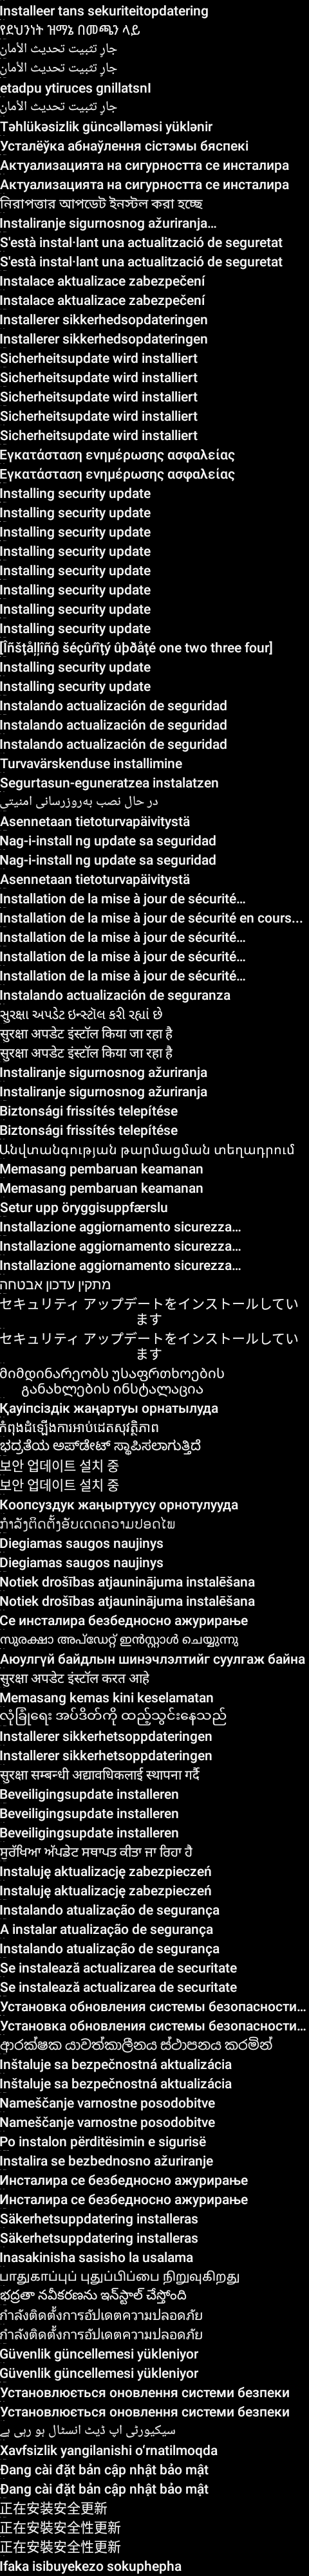 Installeer tans sekuriteitopdatering
የደህንነት ዝማኔ በመጫን ላይ
جارٍ تثبيت تحديث الأمان
جارٍ تثبيت تحديث الأمان
etadpu ytiruces gnillatsnI
جارٍ تثبيت تحديث الأمان
Təhlükəsizlik güncəlləməsi yüklənir
Усталёўка абнаўлення сістэмы бяспекі
Актуализацията на сигурността се инсталира
Актуализацията на сигурността се инсталира
নিরাপত্তার আপডেট ইনস্টল করা হচ্ছে
Instaliranje sigurnosnog ažuriranja…
S'està instal·lant una actualització de seguretat
S'està instal·lant una actualització de seguretat
Instalace aktualizace zabezpečení
Instalace aktualizace zabezpečení
Installerer sikkerhedsopdateringen
Installerer sikkerhedsopdateringen
Sicherheitsupdate wird installiert
Sicherheitsupdate wird installiert
Sicherheitsupdate wird installiert
Sicherheitsupdate wird installiert
Sicherheitsupdate wird installiert
Εγκατάσταση ενημέρωσης ασφαλείας
Εγκατάσταση ενημέρωσης ασφαλείας
Installing security update
Installing security update
Installing security update
Installing security update
Installing security update
Installing security update
Installing security update
Installing security update
[Îñšţåļļîñĝ šéçûŕîţý ûþðåţé one two three four]
Installing security update
Installing security update
Instalando actualización de seguridad
Instalando actualización de seguridad
Instalando actualización de seguridad
Turvavärskenduse installimine
Segurtasun-eguneratzea instalatzen
در حال نصب به‌روزرسانی امنیتی
Asennetaan tietoturvapäivitystä
Nag-i-install ng update sa seguridad
Nag-i-install ng update sa seguridad
Asennetaan tietoturvapäivitystä
Installation de la mise à jour de sécurité…
Installation de la mise à jour de sécurité en cours…
Installation de la mise à jour de sécurité…
Installation de la mise à jour de sécurité…
Installation de la mise à jour de sécurité…
Instalando actualización de seguranza
સુરક્ષા અપડેટ ઇન્સ્ટૉલ કરી રહ્યાં છે
सुरक्षा अपडेट इंस्टॉल किया जा रहा है
सुरक्षा अपडेट इंस्टॉल किया जा रहा है
Instaliranje sigurnosnog ažuriranja
Instaliranje sigurnosnog ažuriranja
Biztonsági frissítés telepítése
Biztonsági frissítés telepítése
Անվտանգության թարմացման տեղադրում
Memasang pembaruan keamanan
Memasang pembaruan keamanan
Setur upp öryggisuppfærslu
Installazione aggiornamento sicurezza…
Installazione aggiornamento sicurezza…
Installazione aggiornamento sicurezza…
מתקין עדכון אבטחה
セキュリティ アップデートをインストールしてい
ます
セキュリティ アップデートをインストールしてい
ます
მიმდინარეობს უსაფრთხოების
განახლების ინსტალაცია
Қауіпсіздік жаңартуы орнатылуда
កំពុងដំឡើងការអាប់ដេតសុវត្ថិភាព
ಭದ್ರತೆಯ ಅಪ್‌ಡೇಟ್ ಸ್ಥಾಪಿಸಲಾಗುತ್ತಿದೆ
보안 업데이트 설치 중
보안 업데이트 설치 중
Коопсуздук жаңыртуусу орнотулууда
ກຳລັງຕິດຕັ້ງອັບເດດຄວາມປອດໄພ
Diegiamas saugos naujinys
Diegiamas saugos naujinys
Notiek drošības atjauninājuma instalēšana
Notiek drošības atjauninājuma instalēšana
Се инсталира безбедносно ажурирање
സുരക്ഷാ അപ്ഡേറ്റ് ഇൻസ്റ്റാൾ ചെയ്യുന്നു
Аюулгүй байдлын шинэчлэлтийг суулгаж байна
सुरक्षा अपडेट इंस्टॉल करत आहे
Memasang kemas kini keselamatan
လုံခြုံရေး အပ်ဒိတ်ကို ထည့်သွင်းနေသည်
Installerer sikkerhetsoppdateringen
Installerer sikkerhetsoppdateringen
सुरक्षा सम्बन्धी अद्यावधिकलाई स्थापना गर्दै
Beveiligingsupdate installeren
Beveiligingsupdate installeren
Beveiligingsupdate installeren
ਸੁਰੱਖਿਆ ਅੱਪਡੇਟ ਸਥਾਪਤ ਕੀਤਾ ਜਾ ਰਿਹਾ ਹੈ
Instaluję aktualizację zabezpieczeń
Instaluję aktualizację zabezpieczeń
Instalando atualização de segurança
A instalar atualização de segurança
Instalando atualização de segurança
Se instalează actualizarea de securitate
Se instalează actualizarea de securitate
Установка обновления системы безопасности…
Установка обновления системы безопасности…
ආරක්ෂක යාවත්කාලීනය ස්ථාපනය කරමින්
Inštaluje sa bezpečnostná aktualizácia
Inštaluje sa bezpečnostná aktualizácia
Nameščanje varnostne posodobitve
Nameščanje varnostne posodobitve
Po instalon përditësimin e sigurisë
Instalira se bezbednosno ažuriranje
Инсталира се безбедносно ажурирање
Инсталира се безбедносно ажурирање
Säkerhetsuppdatering installeras
Säkerhetsuppdatering installeras
Inasakinisha sasisho la usalama
பாதுகாப்புப் புதுப்பிப்பை நிறுவுகிறது
భద్రతా నవీకరణను ఇన్‌స్టాల్ చేస్తోంది
กำลังติดตั้งการอัปเดตความปลอดภัย
กำลังติดตั้งการอัปเดตความปลอดภัย
Güvenlik güncellemesi yükleniyor
Güvenlik güncellemesi yükleniyor
Установлюється оновлення системи безпеки
Установлюється оновлення системи безпеки
سیکیورٹی اپ ڈیٹ انسٹال ہو رہی ہے
Xavfsizlik yangilanishi o‘rnatilmoqda
Đang cài đặt bản cập nhật bảo mật
Đang cài đặt bản cập nhật bảo mật
正在安裝安全更新
正在安裝安全性更新
正在安裝安全性更新
Ifaka isibuyekezo sokuphepha